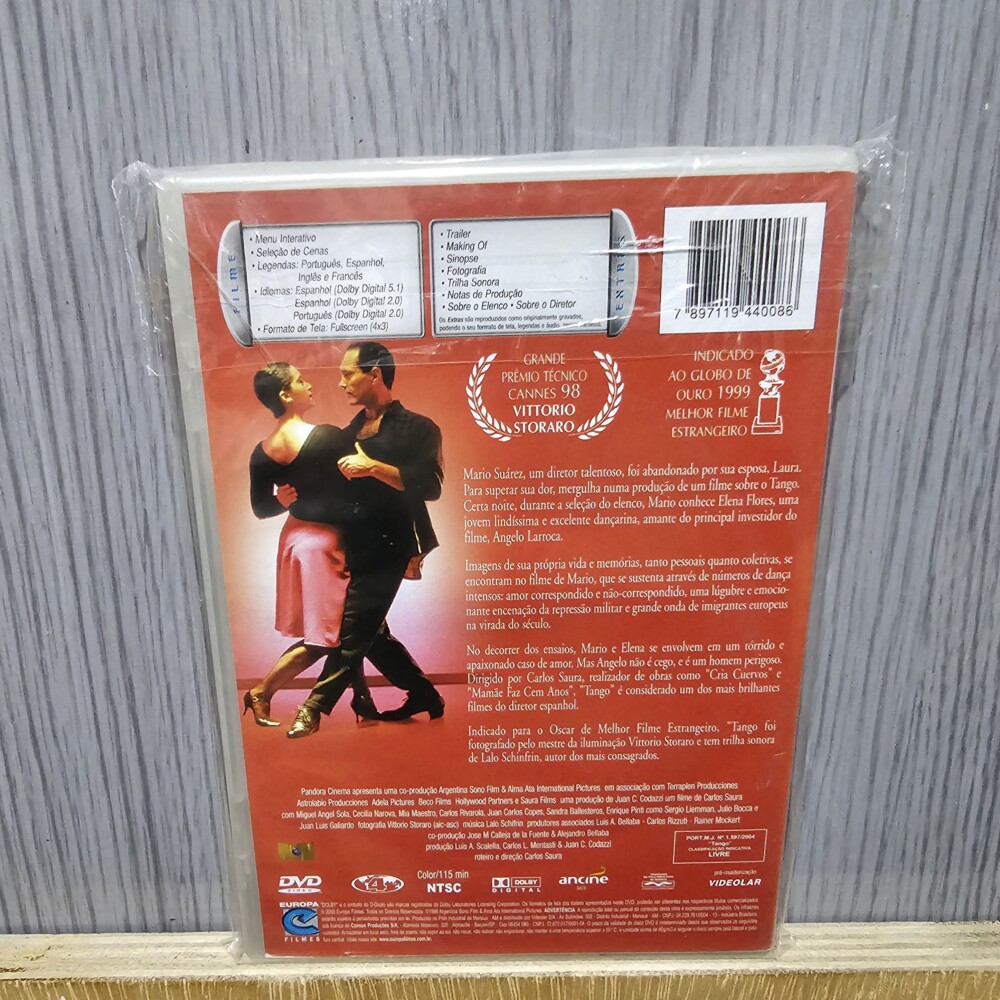 FILME
• Menu Interativo
• Seleção de Cenas
• Legendas: Português, Espanhol,
Inglês e Francês
• Idiomas: Espanhol (Dolby Digital 5.1)
Espanhol (Dolby Digital 2.0)
Português (Dolby Digital 2.0)
• Formato de Tela: Fullscreen (4x3)
• Trailer
• Making Of
• Sinopse
• Fotografia
• Trilha Sonora
• Notas de Produção
• Sobre o Elenco • Sobre o Diretor
Os Extras são reproduzidos como originalmente gravados,
podendo o seu formato de tela, legendas e áudio
7 897119 440086
GRANDE
PRÊMIO TÉCNICO
CANNES 98
VITTORIO
STORARO
INDICADO
AO GLOBO DE
OURO 1999
MELHOR FILME
ESTRANGEIRO
Mario Suárez, um diretor talentoso, foi abandonado por sua esposa, Laura.
Para superar sua dor, mergulha numa produção de um filme sobre o Tango.
Certa noite, durante a seleção do elenco, Mario conhece Elena Flores, uma
jovem lindíssima e excelente dançarina, amante do principal investidor do
filme, Angelo Larroca.
Imagens de sua própria vida e memórias, tanto pessoais quanto coletivas, se
encontram no filme de Mario, que se sustenta através de números de dança
intensos: amor correspondido e não-correspondido, uma lúgubre e emocio-
nante encenação da repressão militar e grande onda de imigrantes europeus
na virada do século.
No decorrer dos ensaios, Mario e Elena se envolvem em um tórrido e
apaixonado caso de amor. Mas Angelo não é cego, e é um homem perigoso.
Dirigido por Carlos Saura, realizador de obras como "Cria Cuervos" e
"Mamãe Faz Cem Anos", "Tango" é considerado um dos mais brilhantes
filmes do diretor espanhol.
Indicado para o Oscar de Melhor Filme Estrangeiro, "Tango foi
fotografado pelo mestre da iluminação Vittorio Storaro e tem trilha sonora
de Lalo Schinfrin, autor dos mais consagrados.
Pandora Cinema apresenta uma co-produção Argentina Sono Film & Alma Ata International Pictures em associação com Terraplen Producciones
Astrolabio Producciones Adela Pictures Beco Films Hollywood Partners e Saura Films uma produção de Juan C. Codazzi um filme de Carlos Saura
com Miguel Angel Sola, Cecilia Narova, Mia Maestro, Carlos Rivarola, Juan Carlos Copes, Sandra Ballesteros, Enrique Pinti como Sergio Liemman, Julio Bocca e
Juan Luis Galiardo fotografia Vittorio Storaro (aic-asc) música Lalo Schifrin produtores associados Luis A. Bellaba - Carlos Rizzuti - Rainer Mockert
co-produção Jose M Calleja de la Fuente & Alejandro Bellaba
produção Luis A. Scalella, Carlos L. Mentasti & Juan C. Codazzi
roteiro e direção Carlos Saura
PORT.M.J. Nº 1.597/2004
"Tango"
CLASSIFICAÇÃO INDICATIVA
LIVRE
DVD
VIDEO
4
Color/115 min
NTSC
DOLBY
DIGITAL
ancine
pré-masterização
VIDEOLAR
EUROPA
FILMES